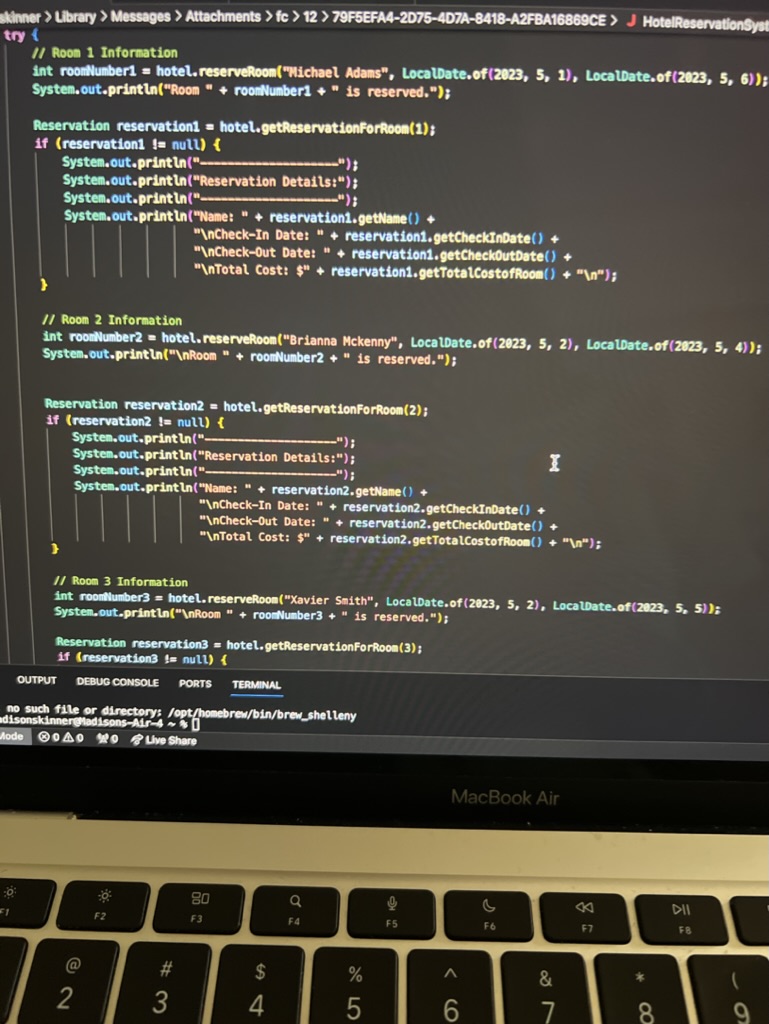 skinner > Library > Messages > Attachments > fc > 12 > 79F5EFA4-2D75-4D7A-8418-A2FBA16869CE > J HotelReservationSyst
try {
// Room 1 Information
int roomNumber1 = hotel.reserveRoom("Michael Adams", LocalDate.of(2023, 5, 1), LocalDate.of(2023, 5, 6));
System.out.println("Room " + roomNumber1 + " is reserved.");
Reservation reservation1 = hotel.getReservationForRoom(1);
if (reservation1 != null) {
System.out.println("--------------------");
System.out.println("Reservation Details:");
System.out.println("--------------------");
System.out.println("Name: " + reservation1.getName() +
"\nCheck-In Date: " + reservation1.getCheckInDate() +
"\nCheck-Out Date: " + reservation1.getCheckOutDate() +
"\nTotal Cost: $" + reservation1.getTotalCostofRoom() + "\n");
}
// Room 2 Information
int roomNumber2 = hotel.reserveRoom("Brianna Mckenny", LocalDate.of(2023, 5, 2), LocalDate.of(2023, 5, 4));
System.out.println("\nRoom " + roomNumber2 + " is reserved.");
Reservation reservation2 = hotel.getReservationForRoom(2);
if (reservation2 != null) {
System.out.println("--------------------");
System.out.println("Reservation Details:");
System.out.println("--------------------");
System.out.println("Name: " + reservation2.getName() +
"\nCheck-In Date: " + reservation2.getCheckInDate() +
"\nCheck-Out Date: " + reservation2.getCheckOutDate() +
"\nTotal Cost: $" + reservation2.getTotalCostofRoom() + "\n");
}
// Room 3 Information
int roomNumber3 = hotel.reserveRoom("Xavier Smith", LocalDate.of(2023, 5, 2), LocalDate.of(2023, 5, 5));
System.out.println("\nRoom " + roomNumber3 + " is reserved.");
Reservation reservation3 = hotel.getReservationForRoom(3);
if (reservation3 != null) {
OUTPUT DEBUG CONSOLE PORTS TERMINAL
no such file or directory: /opt/homebrew/bin/brew_shelleny
adisonskinner@Madisons-Air-4 ~ %
Mode 0 0 0 Live Share
MacBook Air
F1 F2 F3 F4 F5 F6 F7 F8
@ # $ % ^ & * (
2 3 4 5 6 7 8 9